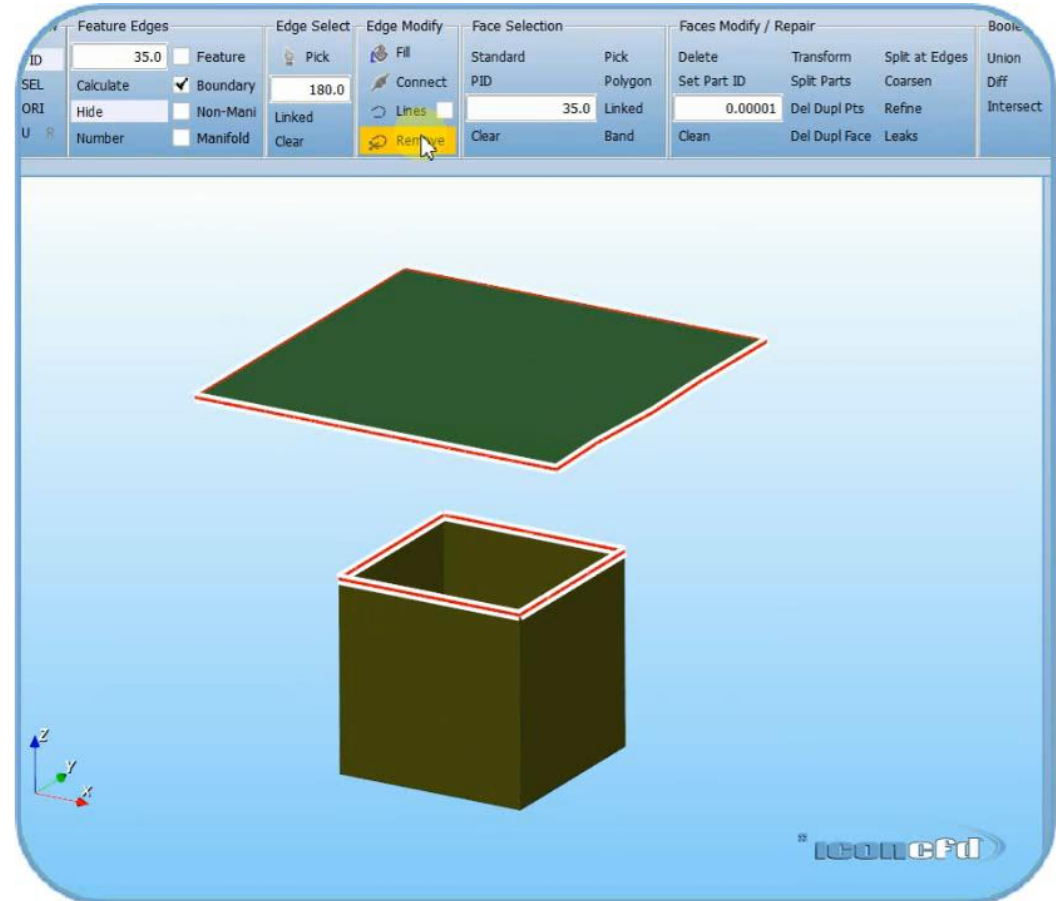 Feature Edges Edge Select Edge Modify Face Selection Faces Modify / Repair
ID 35.0 Feature Pick Fill Standard Pick Delete Transform Split at Edges Union
SEL Calculate Boundary 180.0 Connect PID Polygon Set Part ID Split Parts Coarsen Diff
ORI Hide Non-Mani Linked Lines 35.0 Linked 0.00001 Del Dupl Pts Refine Intersect
U R Number Manifold Clear Remove Clear Band Clean Del Dupl Face Leaks
Z
Y
X
iconcfd